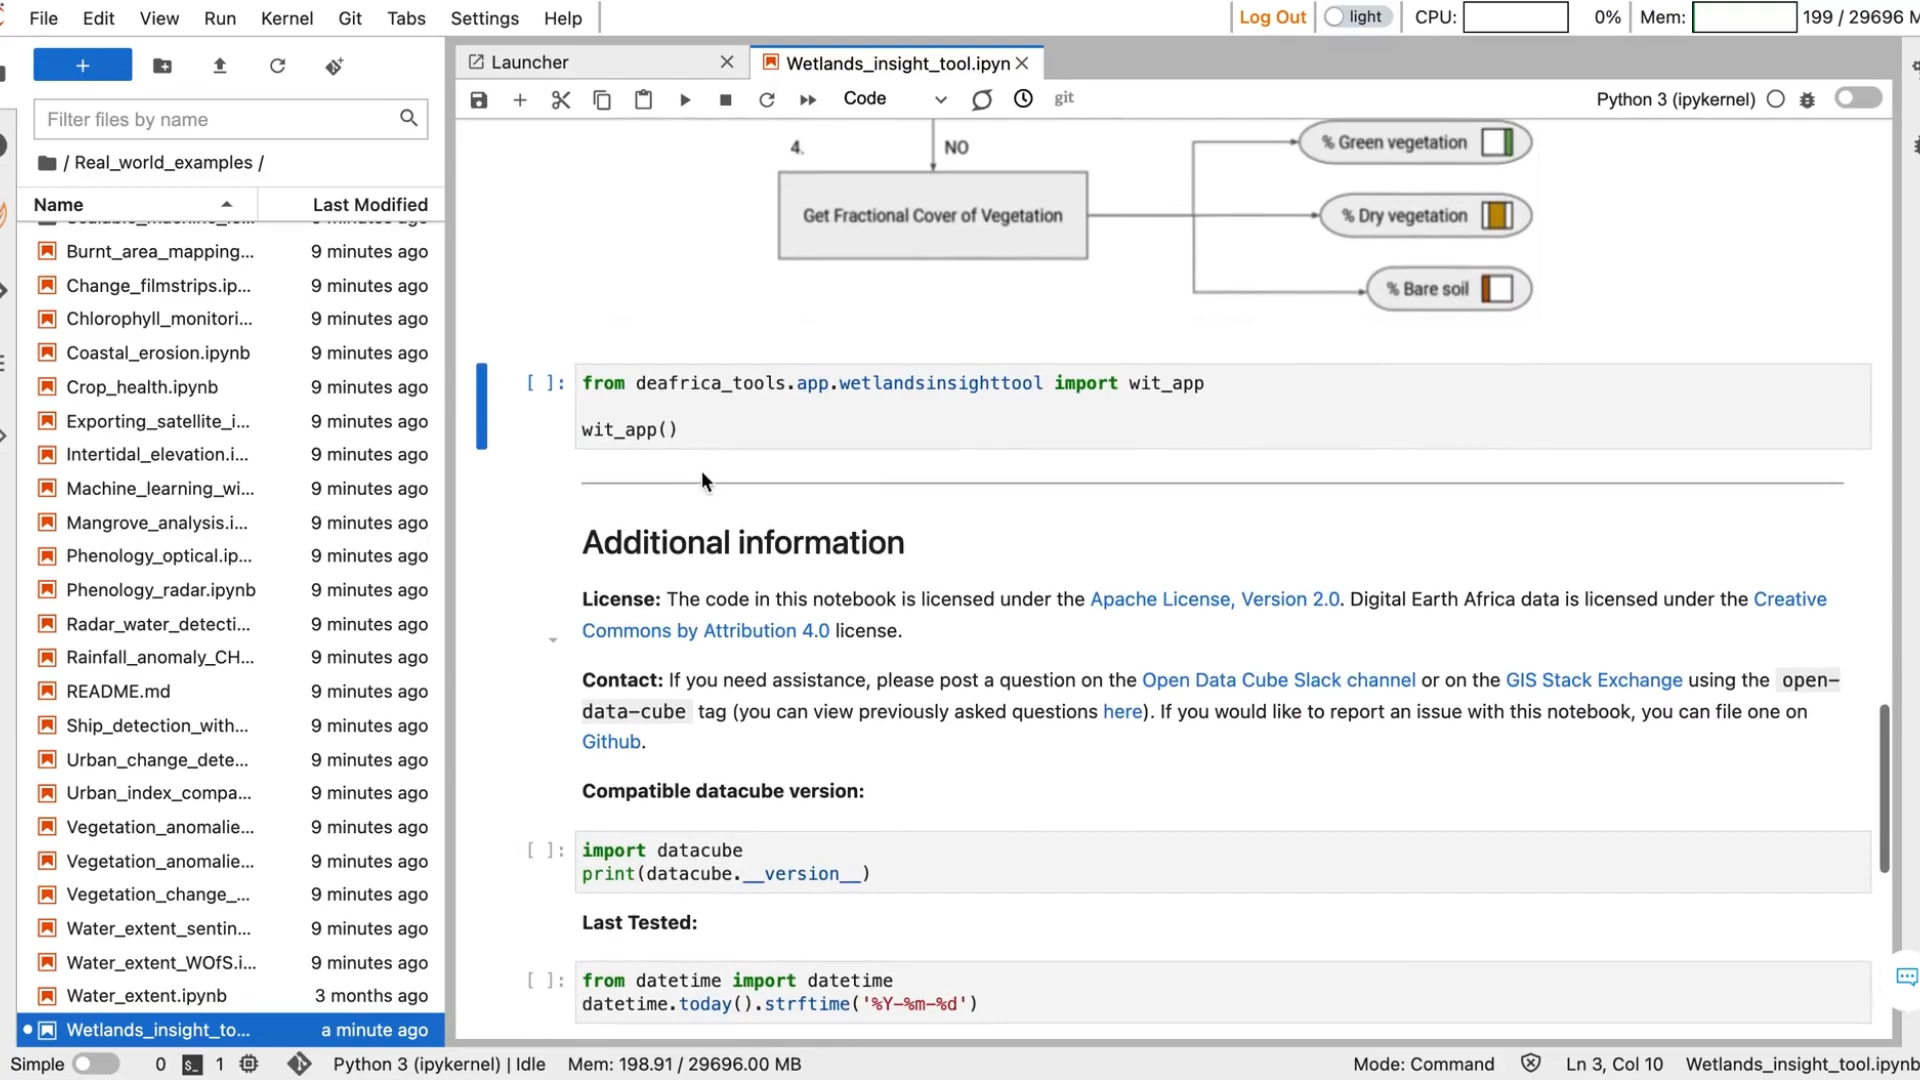 File Edit View Run Kernel Git Tabs Settings Help
Log Out light CPU: 0% Mem: 199 / 29696 M
Launcher
Wetlands_insight_tool.ipyn
Filter files by name
Code
git
Python 3 (ipykernel)
/ Real_world_examples /
Name Last Modified
Burnt_area_mapping... 9 minutes ago
Change_filmstrips.ip... 9 minutes ago
Chlorophyll_monitori... 9 minutes ago
Coastal_erosion.ipynb 9 minutes ago
Crop_health.ipynb 9 minutes ago
Exporting_satellite_i... 9 minutes ago
Intertidal_elevation.i... 9 minutes ago
Machine_learning_wi... 9 minutes ago
Mangrove_analysis.i... 9 minutes ago
Phenology_optical.ip... 9 minutes ago
Phenology_radar.ipynb 9 minutes ago
Radar_water_detecti... 9 minutes ago
Rainfall_anomaly_CH... 9 minutes ago
README.md 9 minutes ago
Ship_detection_with... 9 minutes ago
Urban_change_dete... 9 minutes ago
Urban_index_compa... 9 minutes ago
Vegetation_anomalie... 9 minutes ago
Vegetation_anomalie... 9 minutes ago
Vegetation_change_... 9 minutes ago
Water_extent_sentin... 9 minutes ago
Water_extent_WOfS.i... 9 minutes ago
Water_extent.ipynb 3 months ago
Wetlands_insight_to... a minute ago
4. NO
% Green vegetation
Get Fractional Cover of Vegetation
% Dry vegetation
% Bare soil
[ ]: from deafrica_tools.app.wetlandsinsighttool import wit_app
wit_app()
Additional information
License: The code in this notebook is licensed under the Apache License, Version 2.0. Digital Earth Africa data is licensed under the Creative
Commons by Attribution 4.0 license.
Contact: If you need assistance, please post a question on the Open Data Cube Slack channel or on the GIS Stack Exchange using the open-
data-cube tag (you can view previously asked questions here). If you would like to report an issue with this notebook, you can file one on
Github.
Compatible datacube version:
[ ]: import datacube
print(datacube.__version__)
Last Tested:
[ ]: from datetime import datetime
datetime.today().strftime('%Y-%m-%d')
Simple 0 $_ 1 Python 3 (ipykernel) | Idle Mem: 198.91 / 29696.00 MB Mode: Command Ln 3, Col 10 Wetlands_insight_tool.ipynb